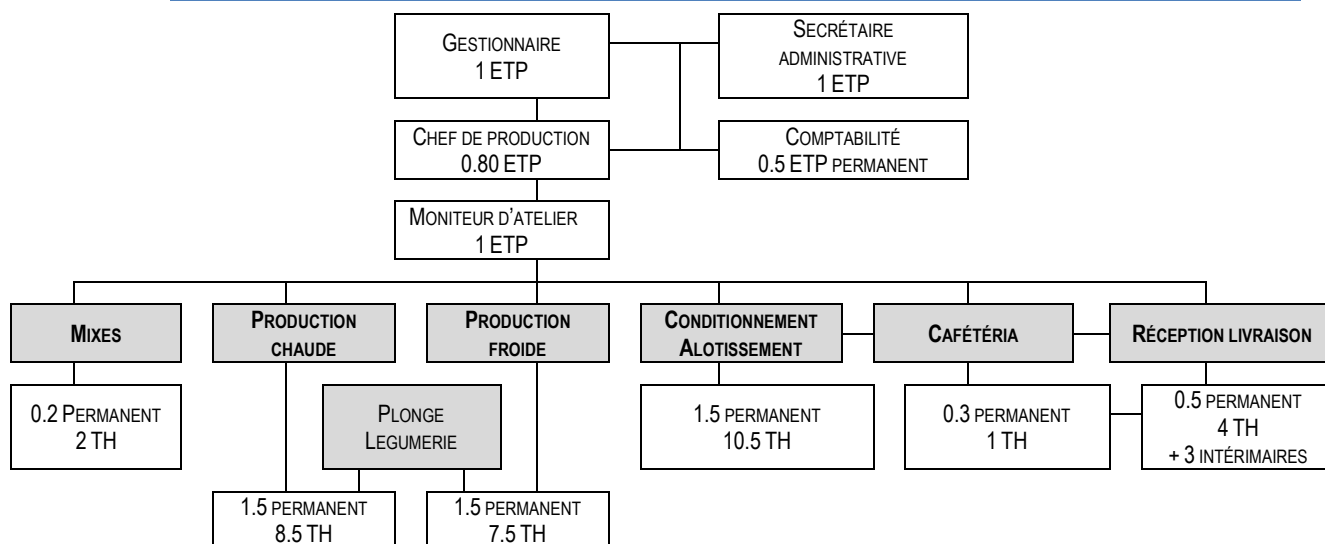 GESTIONNAIRE
1 ETP
SECRÉTAIRE
ADMINISTRATIVE
1 ETP
CHEF DE PRODUCTION
0.80 ETP
COMPTABILITÉ
0.5 ETP PERMANENT
MONITEUR D'ATELIER
1 ETP
MIXES
PRODUCTION
CHAUDE
PRODUCTION
FROIDE
CONDITIONNEMENT
ALOTISSEMENT
CAFÉTÉRIA
RÉCEPTION LIVRAISON
0.2 PERMANENT
2 TH
PLONGE
LEGUMERIE
1.5 PERMANENT
10.5 TH
0.3 PERMANENT
1 TH
0.5 PERMANENT
4 TH
+ 3 INTÉRIMAIRES
1.5 PERMANENT
8.5 TH
1.5 PERMANENT
7.5 TH